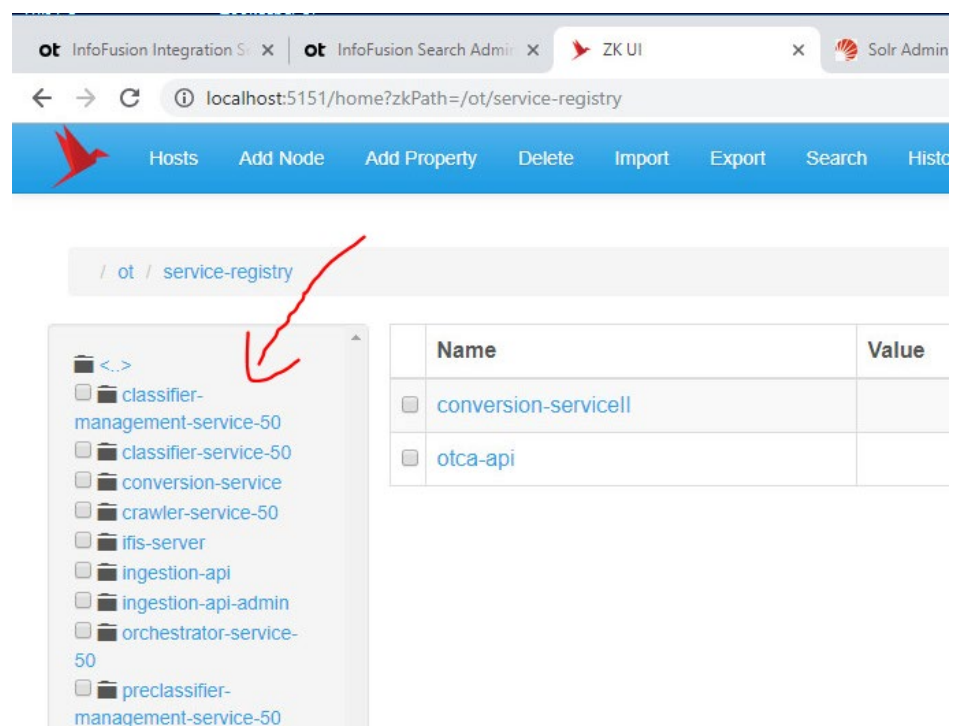 ot InfoFusion Integration S
ot InfoFusion Search Admi
ZK UI
Solr Admin
localhost:5151/home?zkPath=/ot/service-registry
Hosts Add Node Add Property Delete Import Export Search Histo
/ ot / service-registry
<..>
classifier-
management-service-50
classifier-service-50
conversion-service
crawler-service-50
ifis-server
ingestion-api
ingestion-api-admin
orchestrator-service-
50
preclassifier-
management-service-50
Name Value
conversion-servicell
otca-api